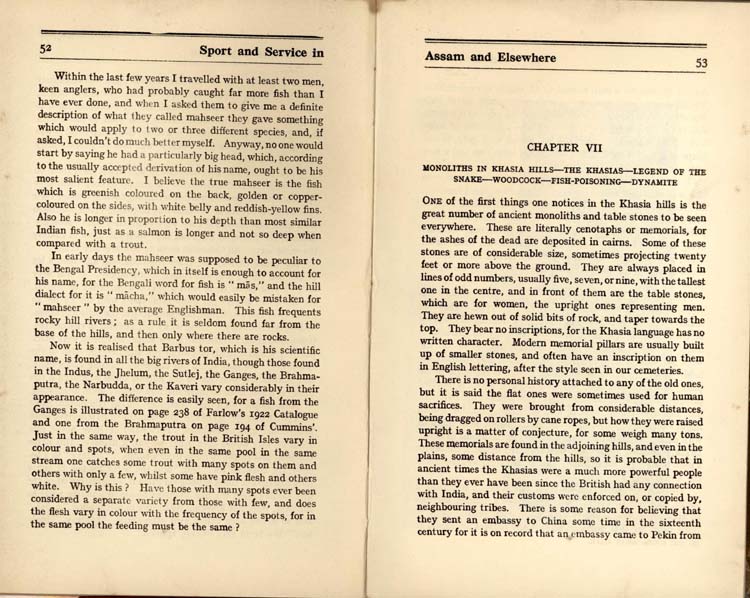 52
Sport and Service in
Within the last few years I travelled with at least two men,
keen anglers, who had probably caught far more fish than I
have ever done, and when I asked them to give me a definite
description of what they called mahseer they gave something
which would apply to two or three different species, and, if
asked, I couldn't do much better myself. Anyway, no one would
start by saying he had a particularly big head, which, according
to the usually accepted derivation of his name, ought to be his
most salient feature. I believe the true mahseer is the fish
which is greenish coloured on the back, golden or copper-
coloured on the sides, with white belly and reddish-yellow fins.
Also he is longer in proportion to his depth than most similar
Indian fish, just as a salmon is longer and not so deep when
compared with a trout.
In early days the mahseer was supposed to be peculiar to
the Bengal Presidency, which in itself is enough to account for
his name, for the Bengali word for fish is " mãs," and the hill
dialect for it is " mācha," which would easily be mistaken for
" mahseer " by the average Englishman. This fish frequents
rocky hill rivers ; as a rule it is seldom found far from the
base of the hills, and then only where there are rocks.
Now it is realised that Barbus tor, which is his scientific
name, is found in all the big rivers of India, though those found
in the Indus, the Jhelum, the Sutlej, the Ganges, the Brahma-
putra, the Narbudda, or the Kaveri vary considerably in their
appearance. The difference is easily seen, for a fish from the
Ganges is illustrated on page 238 of Farlow's 1922 Catalogue
and one from the Brahmaputra on page 194 of Cummins'.
Just in the same way, the trout in the British Isles vary in
colour and spots, when even in the same pool in the same
stream one catches some trout with many spots on them and
others with only a few, whilst some have pink flesh and others
white. Why is this ? Have those with many spots ever been
considered a separate variety from those with few, and does
the flesh vary in colour with the frequency of the spots, for in
the same pool the feeding must be the same ?
Assam and Elsewhere
53
CHAPTER VII
MONOLITHS IN KHASIA HILLS—THE KHASIAS—LEGEND OF THE
SNAKE—WOODCOCK—FISH-POISONING—DYNAMITE
ONE of the first things one notices in the Khasia hills is the
great number of ancient monoliths and table stones to be seen
everywhere. These are literally cenotaphs or memorials, for
the ashes of the dead are deposited in cairns. Some of these
stones are of considerable size, sometimes projecting twenty
feet or more above the ground. They are always placed in
lines of odd numbers, usually five, seven, or nine, with the tallest
one in the centre, and in front of them are the table stones,
which are for women, the upright ones representing men.
They are hewn out of solid bits of rock, and taper towards the
top. They bear no inscriptions, for the Khasia language has no
written character. Modern memorial pillars are usually built
up of smaller stones, and often have an inscription on them
in English lettering, after the style seen in our cemeteries.
There is no personal history attached to any of the old ones,
but it is said the flat ones were sometimes used for human
sacrifices. They were brought from considerable distances,
being dragged on rollers by cane ropes, but how they were raised
upright is a matter of conjecture, for some weigh many tons.
These memorials are found in the adjoining hills, and even in the
plains, some distance from the hills, so it is probable that in
ancient times the Khasias were a much more powerful people
than they ever have been since the British had any connection
with India, and their customs were enforced on, or copied by,
neighbouring tribes. There is some reason for believing that
they sent an embassy to China some time in the sixteenth
century for it is on record that an embassy came to Pekin from